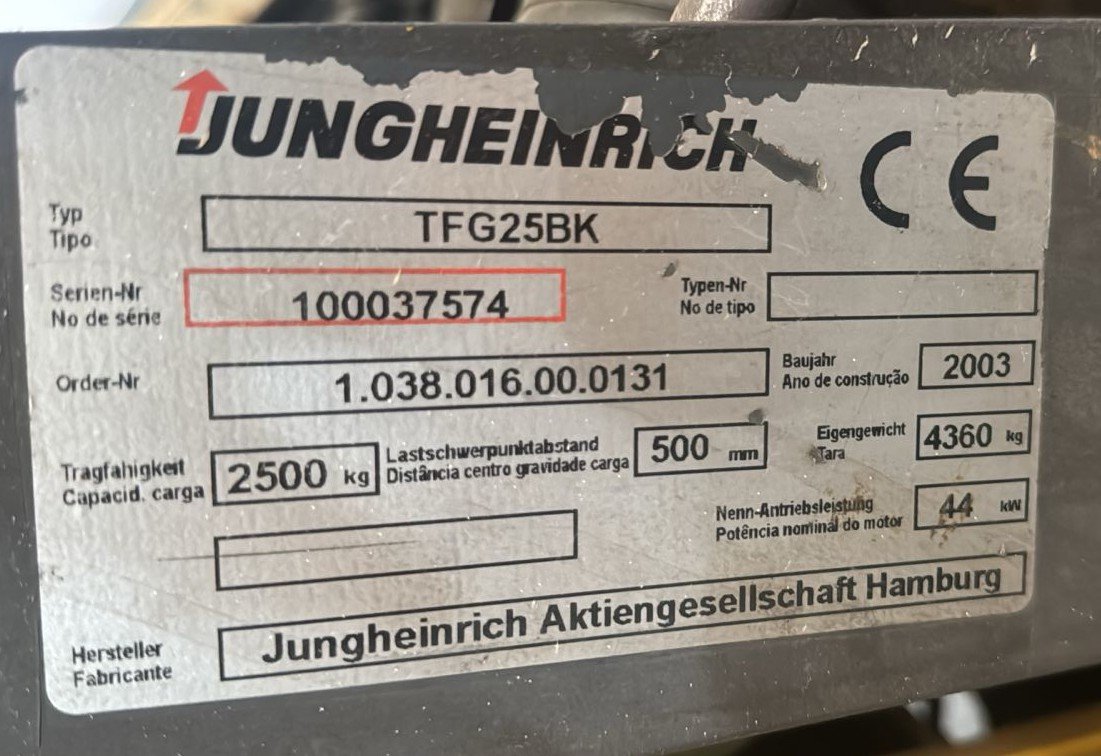 JUNGHEINRICH
CE
Typ
Tipo
TFG25BK
Serien-Nr
No de série
100037574
Typen-Nr
No de tipo
Order-Nr
1.038.016.00.0131
Baujahr
Ano de construção
2003
Tragfähigkeit
Capacid. carga
2500 kg
Lastschwerpunktabstand
Distância centro gravidade carga
500 mm
Eigengewicht
Tara
4360 kg
Nenn-Antriebsleistung
Potência nominal do motor
44 kW
Hersteller
Fabricante
Jungheinrich Aktiengesellschaft Hamburg